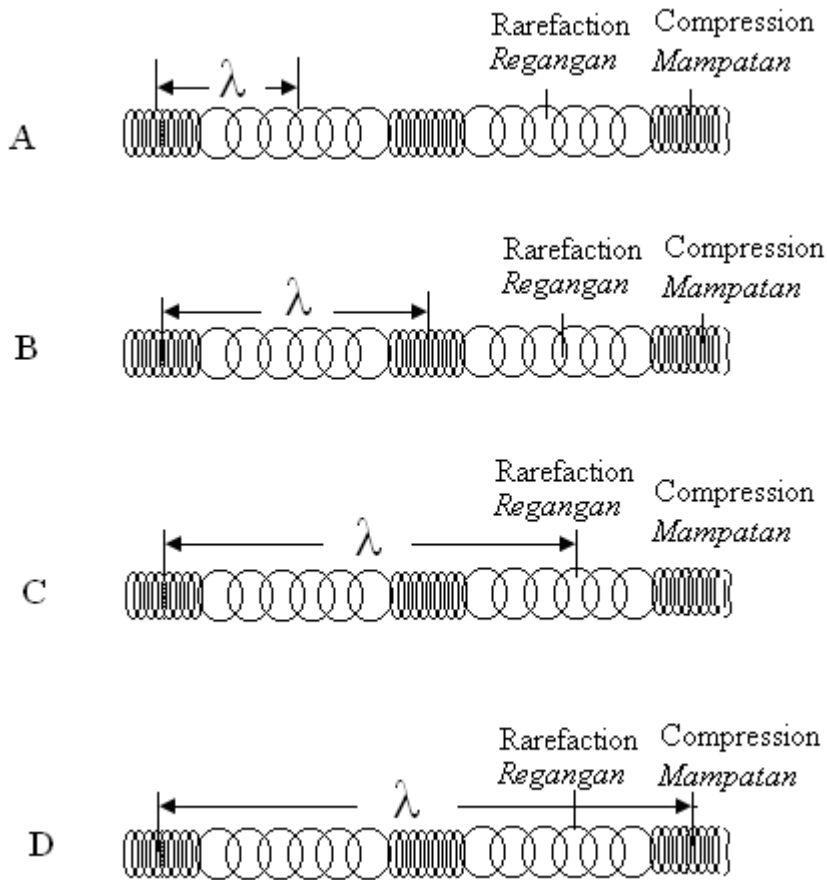 Rarefaction
Regangan
Compression
Mampatan
λ
A
Rarefaction
Regangan
Compression
Mampatan
λ
B
Rarefaction
Regangan
Compression
Mampatan
λ
C
Rarefaction
Regangan
Compression
Mampatan
λ
D